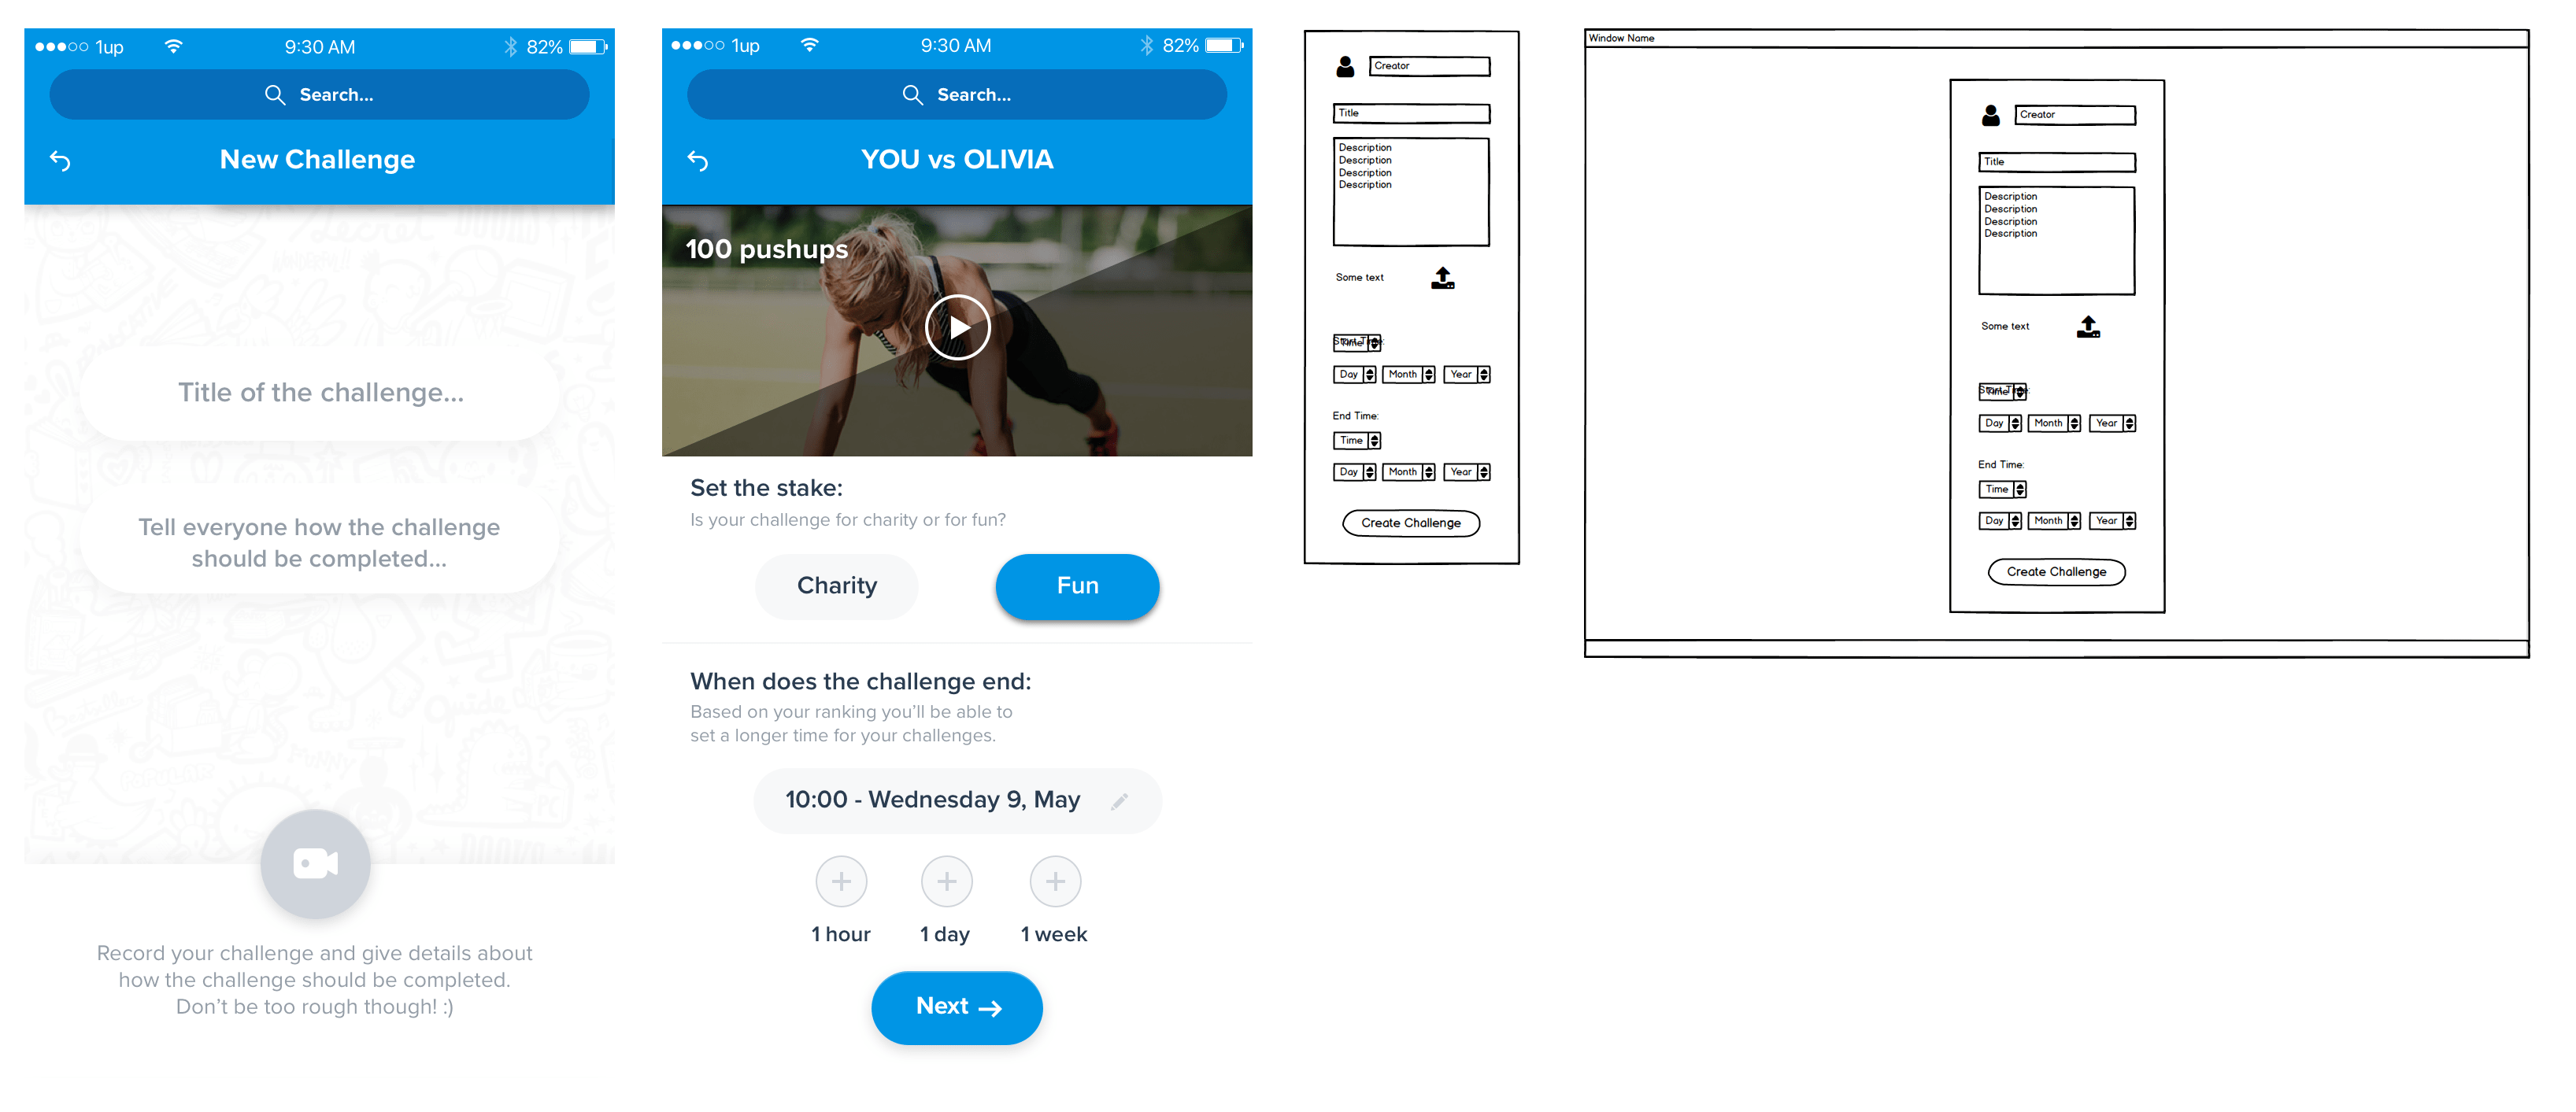 1up
9:30 AM
82%
Search...
New Challenge
Title of the challenge...
Tell everyone how the challenge
should be completed...
FUNNY
Record your challenge and give details about
how the challenge should be completed.
Don't be too rough though! :)
1up
9:30 AM
82%
Search...
YOU vs OLIVIA
100 pushups
Set the stake:
Is your challenge for charity or for fun?
Charity
Fun
When does the challenge end:
Based on your ranking you'll be able to
set a longer time for your challenges.
10:00 - Wednesday 9, May
1 hour
1 day
1 week
Next
Creator
Title
Description
Description
Description
Description
Some text
Start Time:
Time
Day
Month
Year
End Time:
Time
Day
Month
Year
Create Challenge
Window Name
Creator
Title
Description
Description
Description
Description
Some text
Start Time:
Time
Day
Month
Year
End Time:
Time
Day
Month
Year
Create Challenge